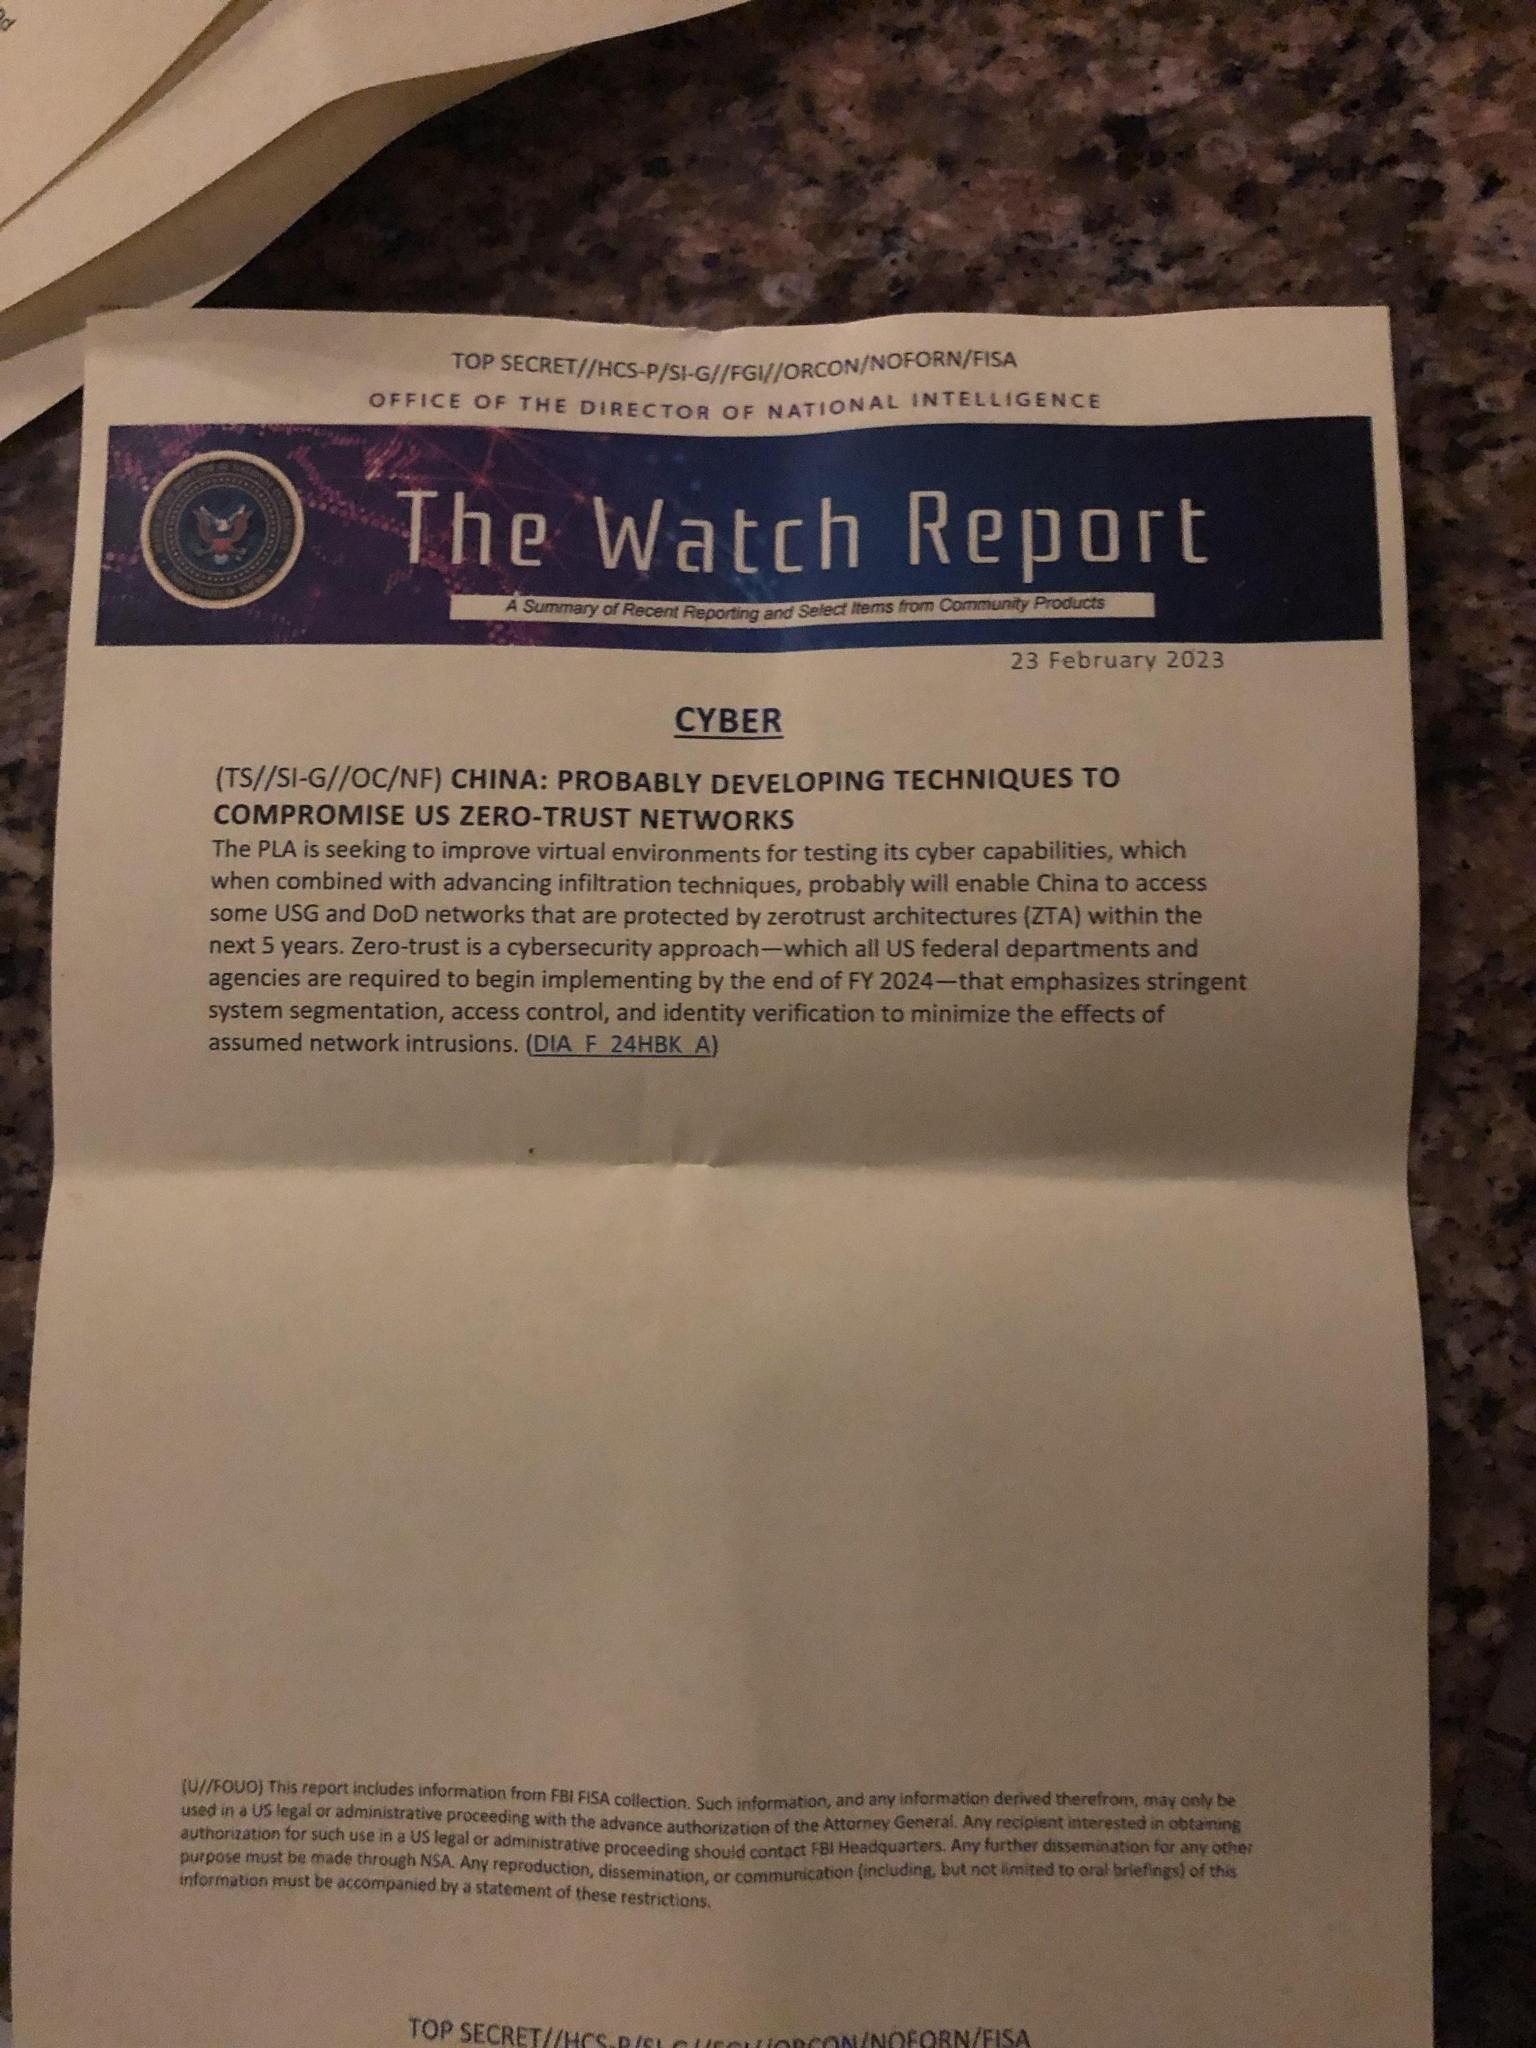 TOP SECRET//HCS-P/SI-G//FGI//ORCON/NOFORN/FISA
OFFICE OF THE DIRECTOR OF NATIONAL INTELLIGENCE
The Watch Report
A Summary of Recent Reporting and Select Items from Community Products
23 February 2023
CYBER
(TS//SI-G//OC/NF) CHINA: PROBABLY DEVELOPING TECHNIQUES TO
COMPROMISE US ZERO-TRUST NETWORKS
The PLA is seeking to improve virtual environments for testing its cyber capabilities, which
when combined with advancing infiltration techniques, probably will enable China to access
some USG and DoD networks that are protected by zerotrust architectures (ZTA) within the
next 5 years. Zero-trust is a cybersecurity approach—which all US federal departments and
agencies are required to begin implementing by the end of FY 2024—that emphasizes stringent
system segmentation, access control, and identity verification to minimize the effects of
assumed network intrusions. (DIA F 24HBK A)
(U//FOUO) This report includes information from FBI FISA collection. Such information, and any information derived therefrom, may only be
used in a US legal or administrative proceeding with the advance authorization of the Attorney General. Any recipient interested in obtaining
authorization for such use in a US legal or administrative proceeding should contact FBI Headquarters. Any further dissemination for any other
purpose must be made through NSA. Any reproduction, dissemination, or communication (including, but not limited to oral briefings) of this
information must be accompanied by a statement of these restrictions.
TOP SECRET//HCS-P/SI-G//FGI//ORCON/NOFORN/FISA